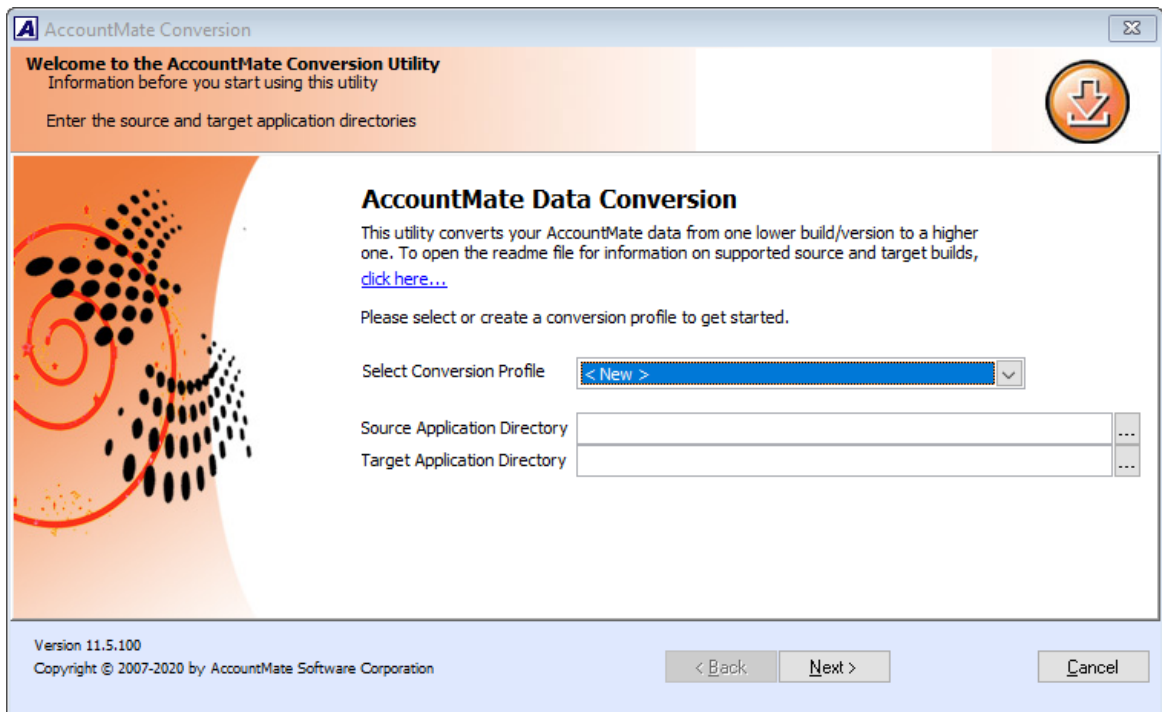 AccountMate Conversion
Welcome to the AccountMate Conversion Utility
Information before you start using this utility
Enter the source and target application directories
AccountMate Data Conversion
This utility converts your AccountMate data from one lower build/version to a higher
one. To open the readme file for information on supported source and target builds,
click here...
Please select or create a conversion profile to get started.
Select Conversion Profile < New >
Source Application Directory ...
Target Application Directory ...
Version 11.5.100
Copyright © 2007-2020 by AccountMate Software Corporation
< Back Next > Cancel